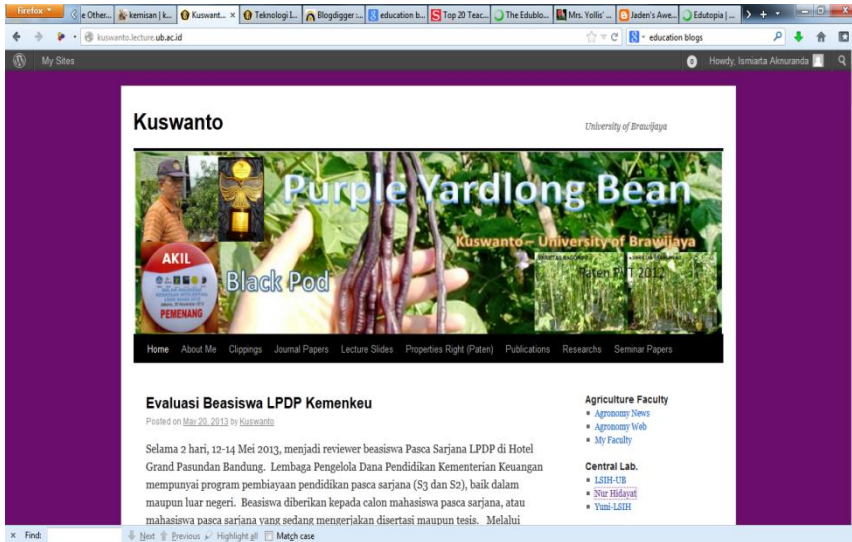 Firefox
e Other...
kemisan | k...
Kuswant...
Teknologi I...
Blogdigger :...
education b...
Top 20 Teac...
The Edublo...
Mrs. Yollis' ...
Jaden's Awe...
Edutopia | ...
kuswanto.lecture.ub.ac.id
education blogs
My Sites
0
Howdy, Ismiarta Aknuranda
Kuswanto
University of Brawijaya
Purple Yardlong Bean
Kuswanto – University of Brawijaya
AKIL
PEMENANG
Black Pod
Paten PVT 2012
Home About Me Clippings Journal Papers Lecture Slides Properties Right (Paten) Publications Researchs Seminar Papers
Evaluasi Beasiswa LPDP Kemenkeu
Posted on May 20, 2013 by Kuswanto
Selama 2 hari, 12-14 Mei 2013, menjadi reviewer beasiswa Pasca Sarjana LPDP di Hotel
Grand Pasundan Bandung. Lembaga Pengelola Dana Pendidikan Kementerian Keuangan
mempunyai program pembiayaan pendidikan pasca sarjana (S3 dan S2), baik dalam
maupun luar negeri. Beasiswa diberikan kepada calon mahasiswa pasca sarjana, atau
mahasiswa pasca sarjana yang sedang mengerjakan disertasi maupun tesis. Melalui
Agriculture Faculty
Agronomy News
Agronomy Web
My Faculty
Central Lab.
LSIH-UB
Nur Hidayat
Yuni-LSIH
× Find: Next Previous Highlight all Match case